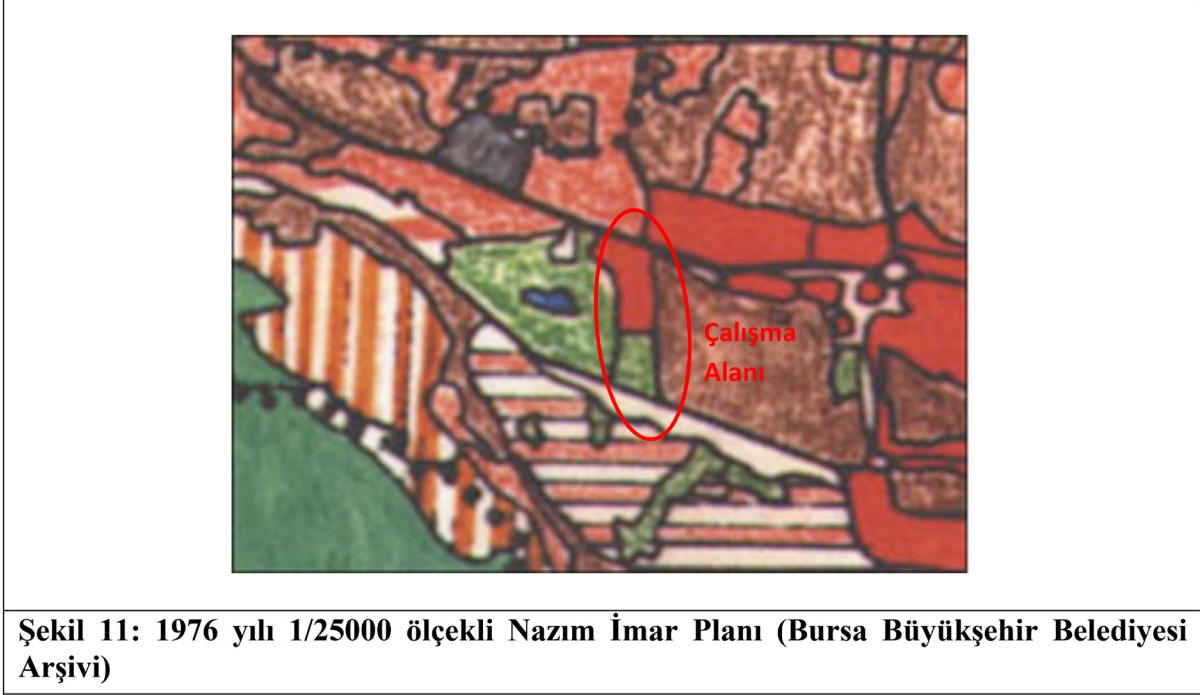 Çalışma
Alanı
Şekil 11: 1976 yılı 1/25000 ölçekli Nazım İmar Planı (Bursa Büyükşehir Belediyesi
Arşivi)